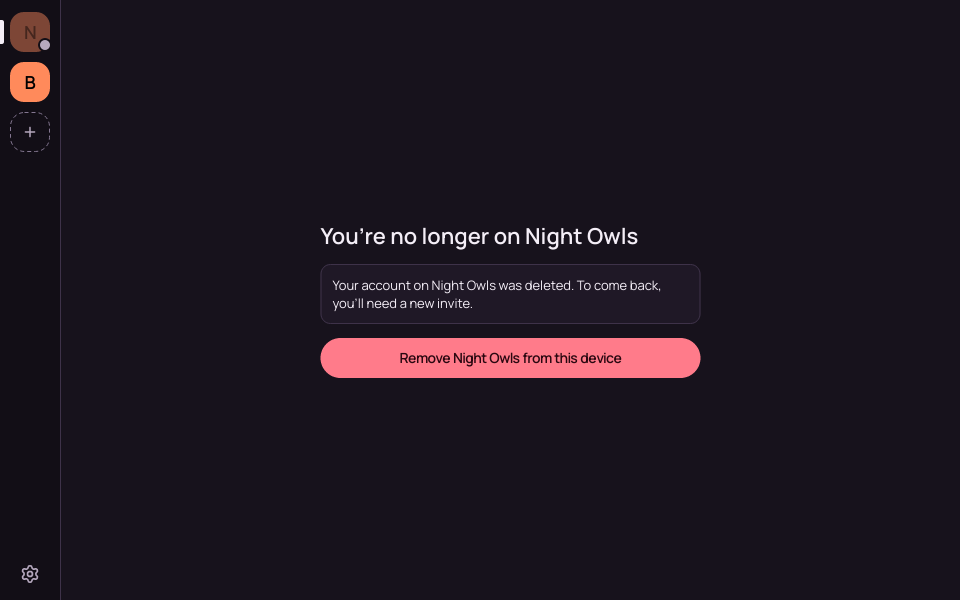 N
B
You're no longer on Night Owls
Your account on Night Owls was deleted. To come back,
you'll need a new invite.
Remove Night Owls from this device